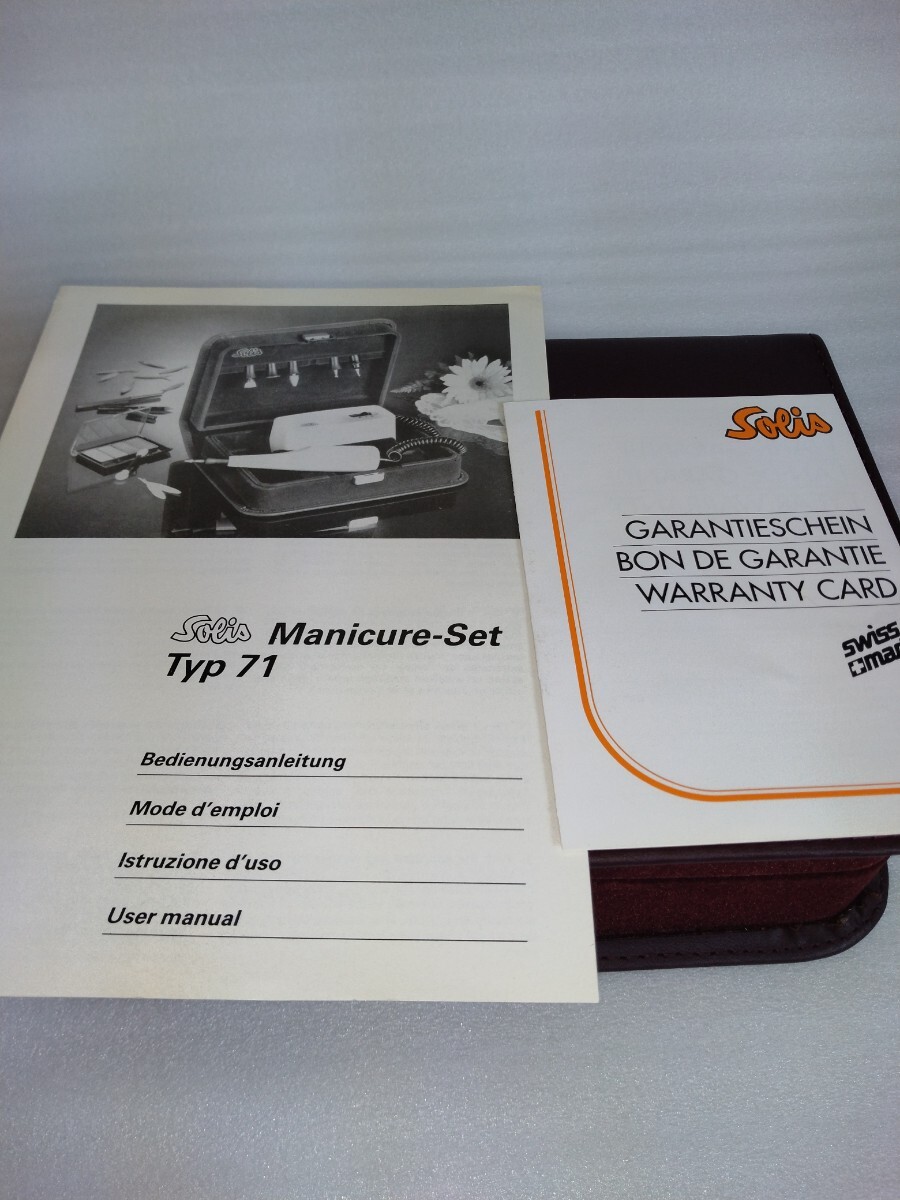 Solis
Solis Manicure-Set
Typ 71
Bedienungsanleitung
Mode d'emploi
Istruzione d'uso
User manual
Solis
GARANTIESCHEIN
BON DE GARANTIE
WARRANTY CARD
swiss